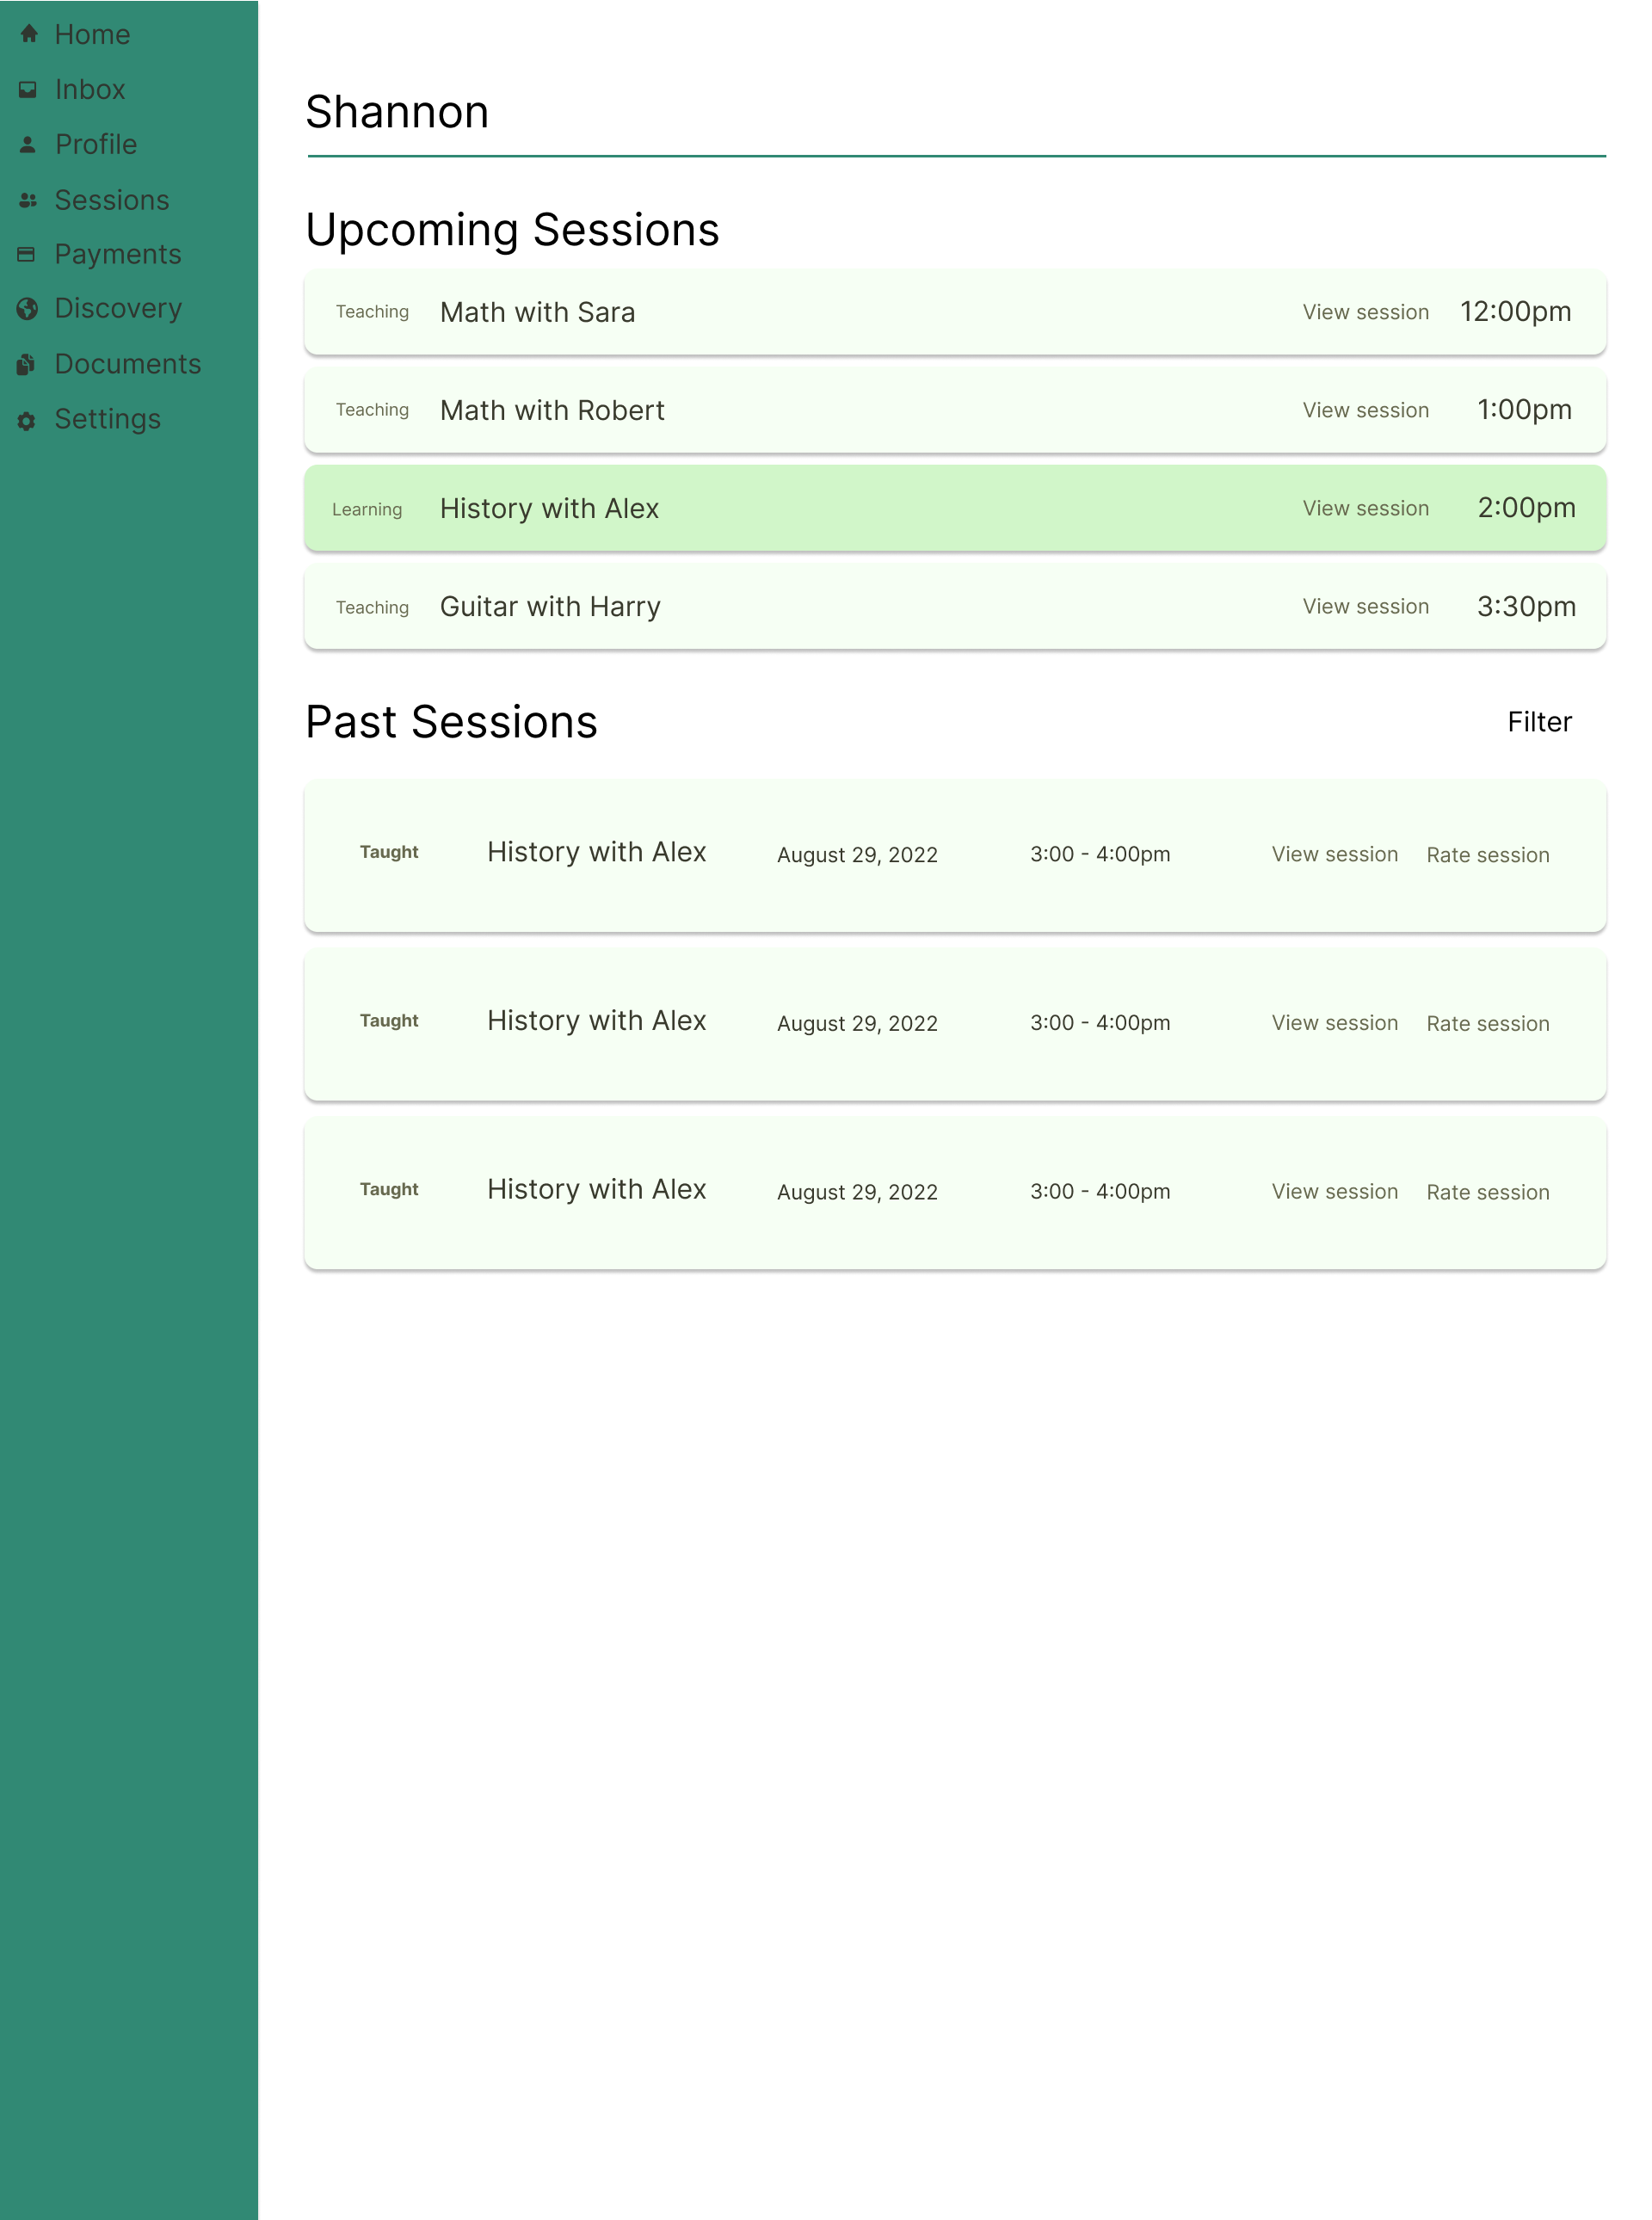 Home
Inbox
Profile
Sessions
Payments
Discovery
Documents
Settings
Shannon
Upcoming Sessions
Teaching Math with Sara View session 12:00pm
Teaching Math with Robert View session 1:00pm
Learning History with Alex View session 2:00pm
Teaching Guitar with Harry View session 3:30pm
Past Sessions Filter
Taught History with Alex August 29, 2022 3:00 - 4:00pm View session Rate session
Taught History with Alex August 29, 2022 3:00 - 4:00pm View session Rate session
Taught History with Alex August 29, 2022 3:00 - 4:00pm View session Rate session